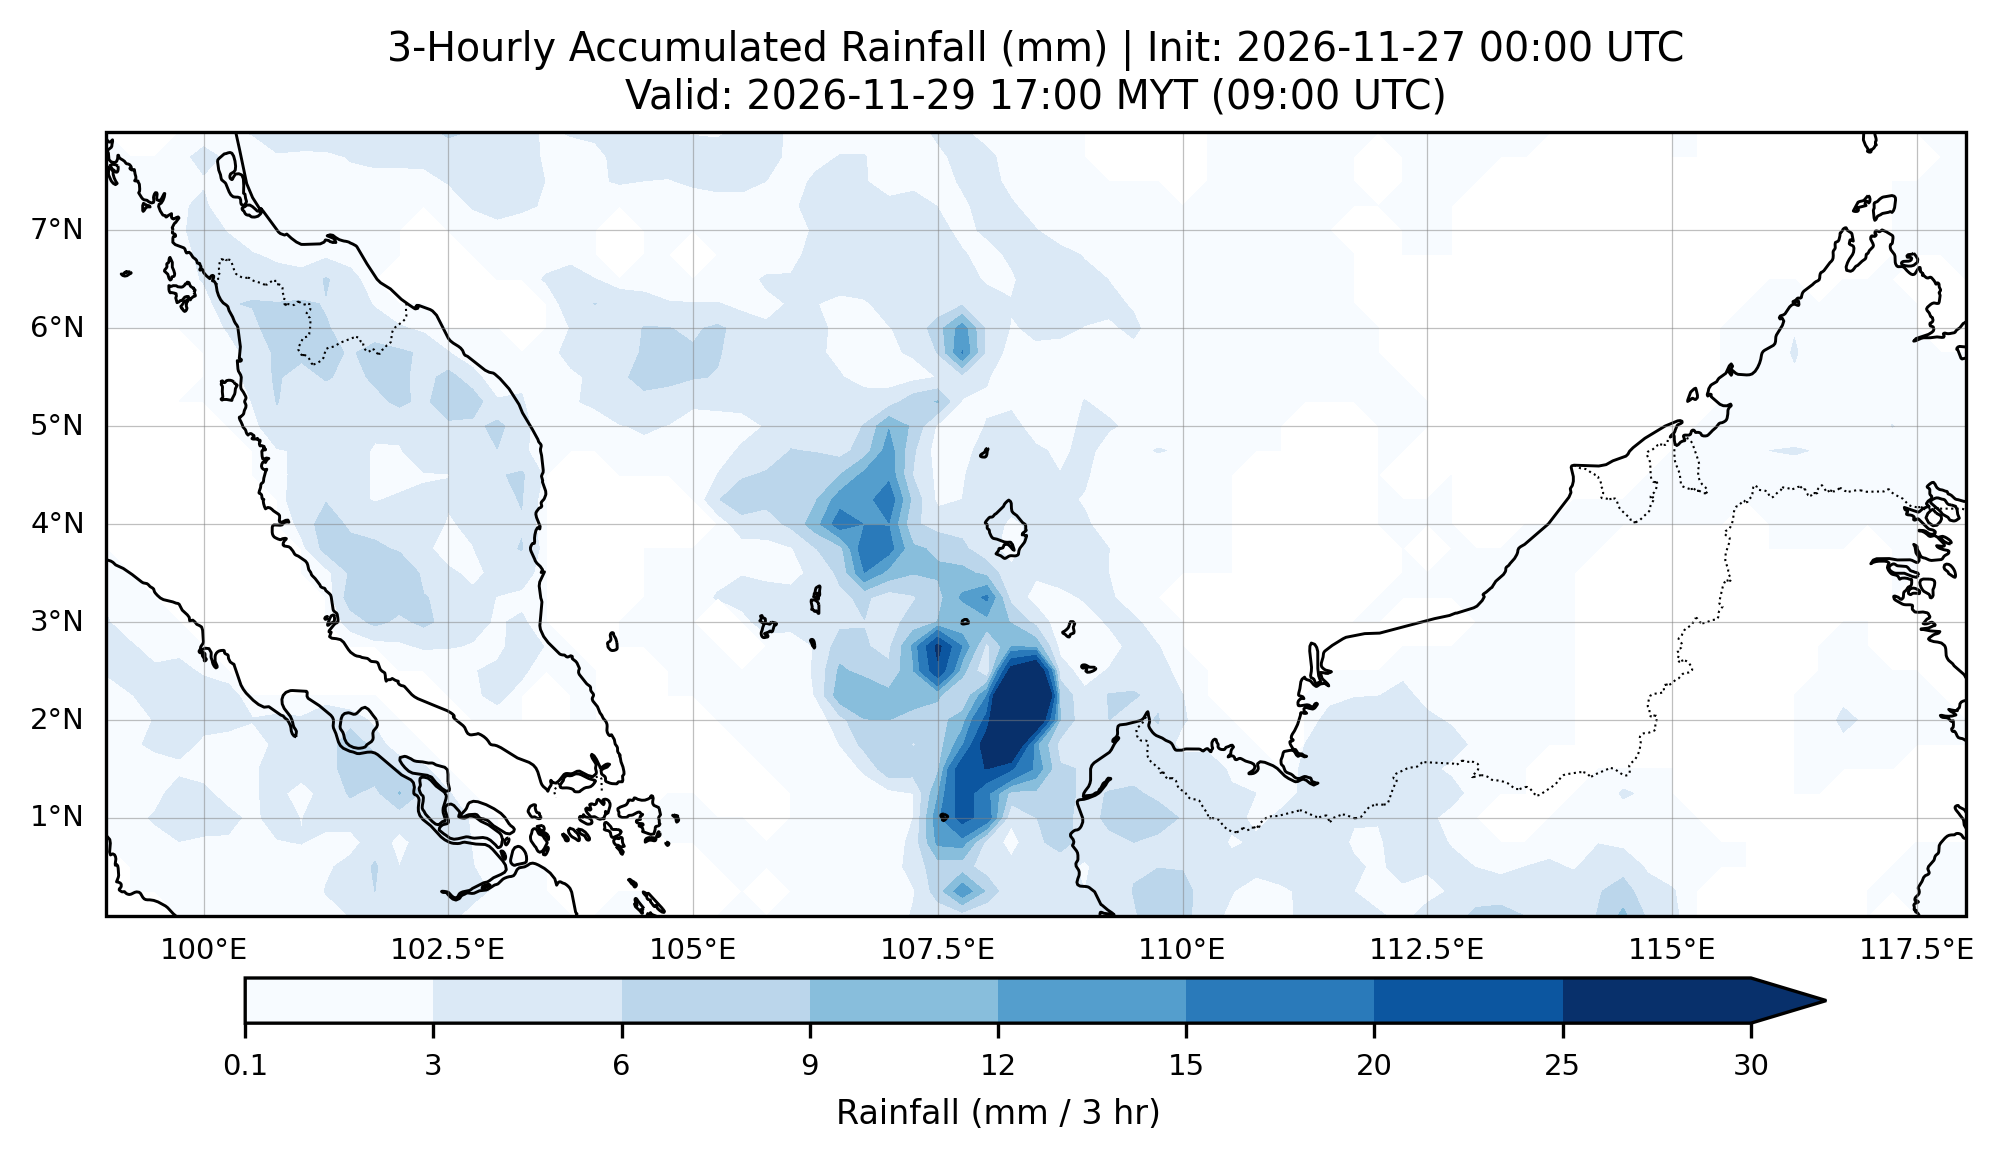 3-Hourly Accumulated Rainfall (mm) | Init: 2026-11-27 00:00 UTC
Valid: 2026-11-29 17:00 MYT (09:00 UTC)
7°N
6°N
5°N
4°N
3°N
2°N
1°N
100°E 102.5°E 105°E 107.5°E 110°E 112.5°E 115°E 117.5°E
0.1 3 6 9 12 15 20 25 30
Rainfall (mm / 3 hr)